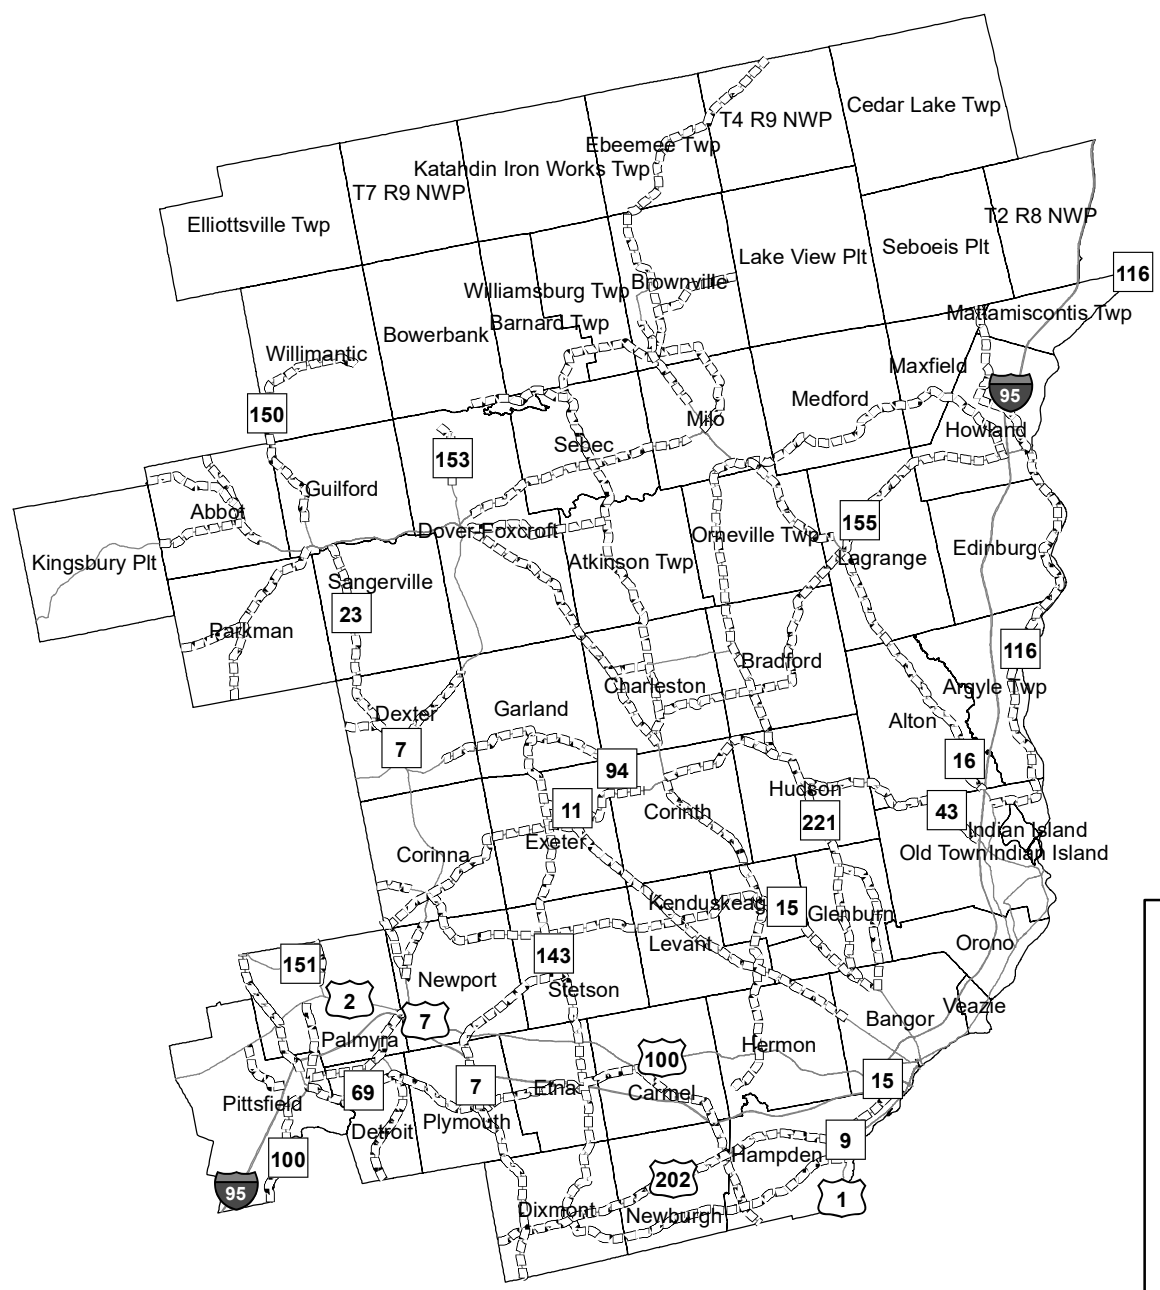 Cedar Lake Twp
T4 R9 NWP
Ebeemee Twp
Katahdin Iron Works Twp
T7 R9 NWP
T2 R8 NWP
Elliottsville Twp
Seboeis Plt
Lake View Plt
116
Brownville
Williamsburg Twp
Mattamiscontis Twp
Barnard Twp
Bowerbank
Willimantic
Maxfield
95
Medford
150
Milo
Howland
Sebec
153
Guilford
Abbot
155
Dover-Foxcroft
Orneville Twp
Edinburg
Lagrange
Kingsbury Plt
Atkinson Twp
Sangerville
23
Parkman
116
Bradford
Charleston
Argyle Twp
Garland
Dexter
Alton
7
16
94
Hudson
11
Corinth
43
221
Indian Island
Exeter
Old Town
Indian Island
Corinna
Kenduskeag
15
Glenburn
Levant
Orono
143
151
Newport
Stetson
2
Veazie
7
Bangor
Palmyra
Hermon
100
15
7
Etna
69
Carmel
Pittsfield
Plymouth
Detroit
9
Hampden
100
202
95
1
Dixmont
Newburgh